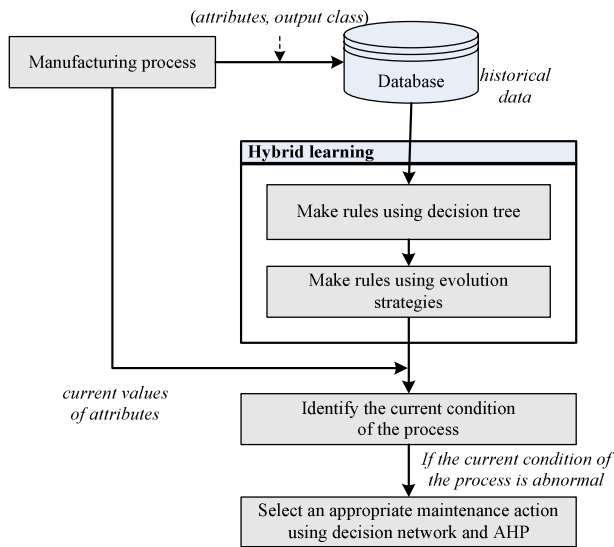 (attributes, output class)
Manufacturing process
Database
historical
data
Hybrid learning
Make rules using decision tree
Make rules using evolution
strategies
current values
of attributes
Identify the current condition
of the process
If the current condition of
the process is abnormal
Select an appropriate maintenance action
using decision network and AHP